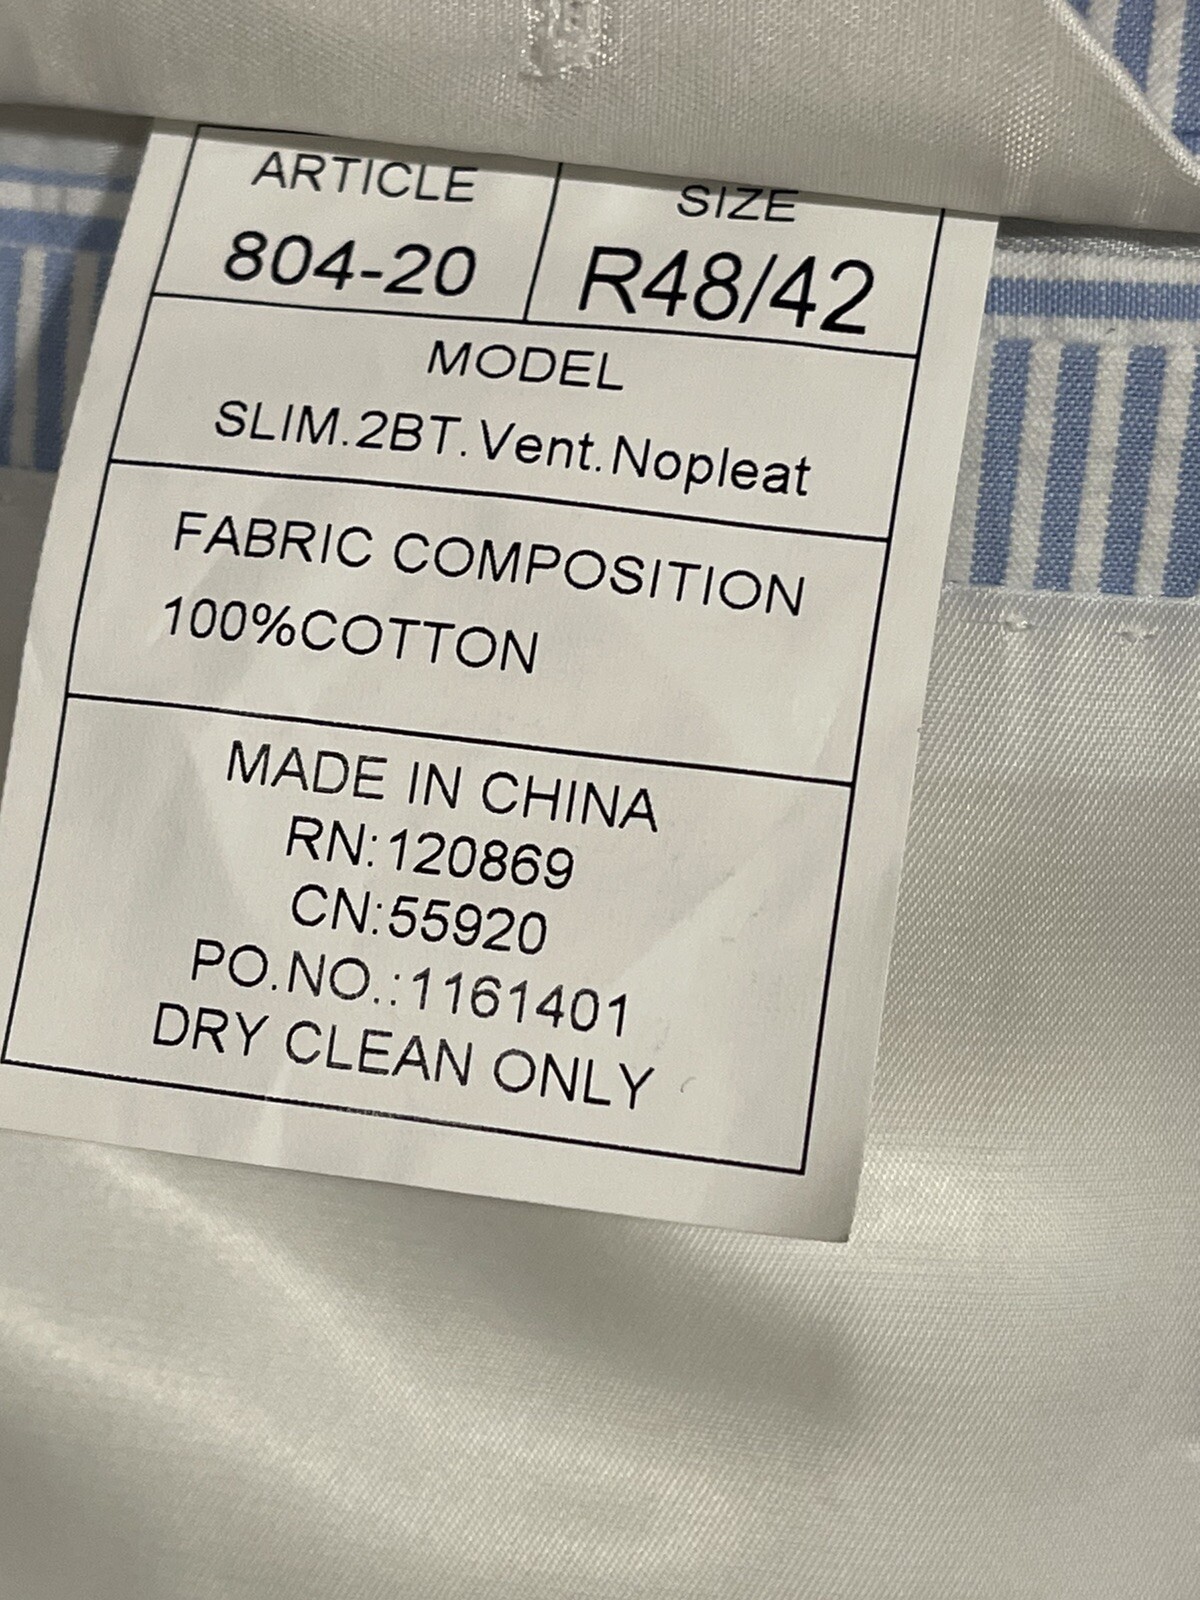 ARTICLE SIZE
804-20 R48/42
MODEL
SLIM.2BT.Vent.Nopleat
FABRIC COMPOSITION
100%COTTON
MADE IN CHINA
RN:120869
CN:55920
PO.NO.:1161401
DRY CLEAN ONLY